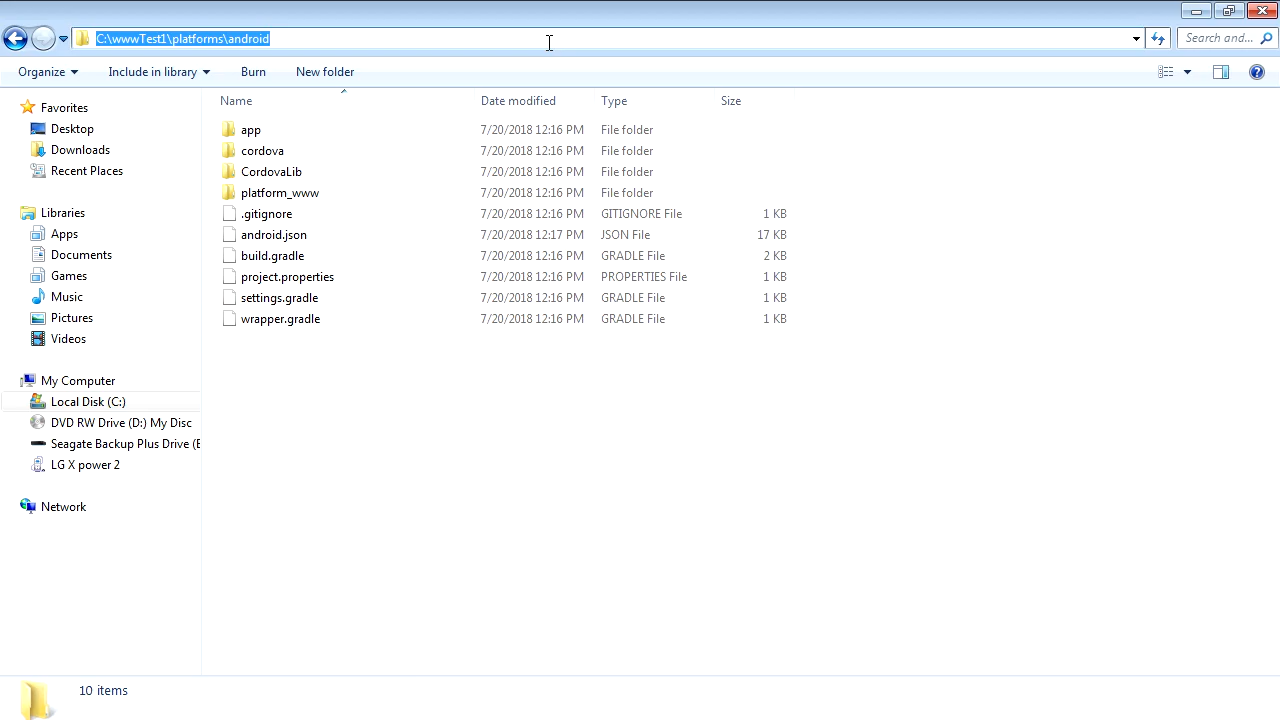 C:\wwwTest1\platforms\android
Search and...
Organize
Include in library
Burn
New folder
Name
Date modified
Type
Size
Favorites
Desktop
Downloads
Recent Places
Libraries
Apps
Documents
Games
Music
Pictures
Videos
My Computer
Local Disk (C:)
DVD RW Drive (D:) My Disc
Seagate Backup Plus Drive (E
LG X power 2
Network
app 7/20/2018 12:16 PM File folder
cordova 7/20/2018 12:16 PM File folder
CordovaLib 7/20/2018 12:16 PM File folder
platform_www 7/20/2018 12:16 PM File folder
.gitignore 7/20/2018 12:16 PM GITIGNORE File 1 KB
android.json 7/20/2018 12:17 PM JSON File 17 KB
build.gradle 7/20/2018 12:16 PM GRADLE File 2 KB
project.properties 7/20/2018 12:16 PM PROPERTIES File 1 KB
settings.gradle 7/20/2018 12:16 PM GRADLE File 1 KB
wrapper.gradle 7/20/2018 12:16 PM GRADLE File 1 KB
10 items